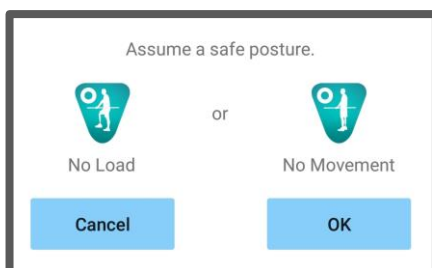 Assume a safe posture.
or
No Load
No Movement
Cancel
OK